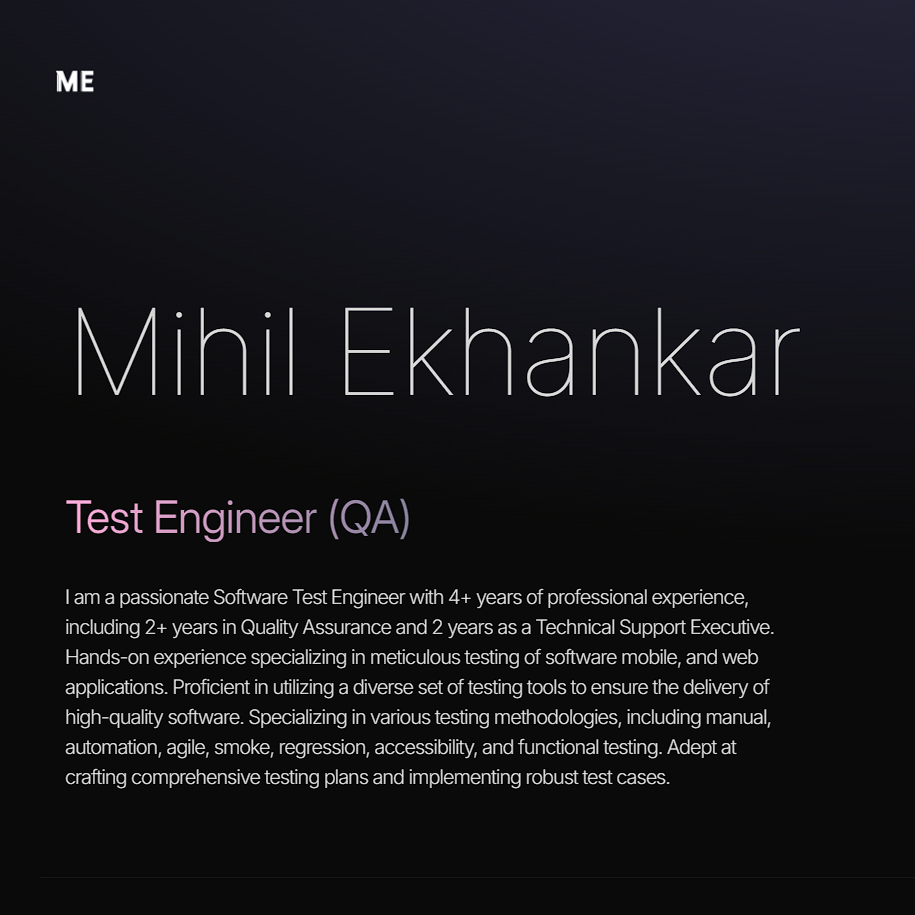 ME
Mihil Ekhankar
Test Engineer (QA)
I am a passionate Software Test Engineer with 4+ years of professional experience,
including 2+ years in Quality Assurance and 2 years as a Technical Support Executive.
Hands-on experience specializing in meticulous testing of software mobile, and web
applications. Proficient in utilizing a diverse set of testing tools to ensure the delivery of
high-quality software. Specializing in various testing methodologies, including manual,
automation, agile, smoke, regression, accessibility, and functional testing. Adept at
crafting comprehensive testing plans and implementing robust test cases.